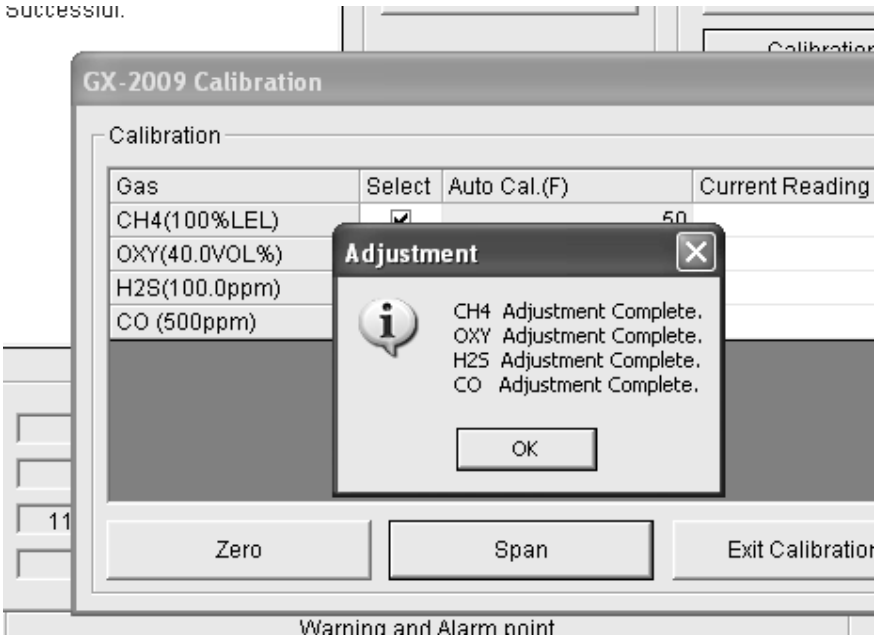 Successful.
Calibration
GX-2009 Calibration
Calibration
Gas Select Auto Cal.(F) Current Reading
CH4(100%LEL) 50
OXY(40.0VOL%)
H2S(100.0ppm)
CO (500ppm)
Adjustment
CH4 Adjustment Complete.
OXY Adjustment Complete.
H2S Adjustment Complete.
CO Adjustment Complete.
OK
11
Zero Span Exit Calibration
Warning and Alarm point